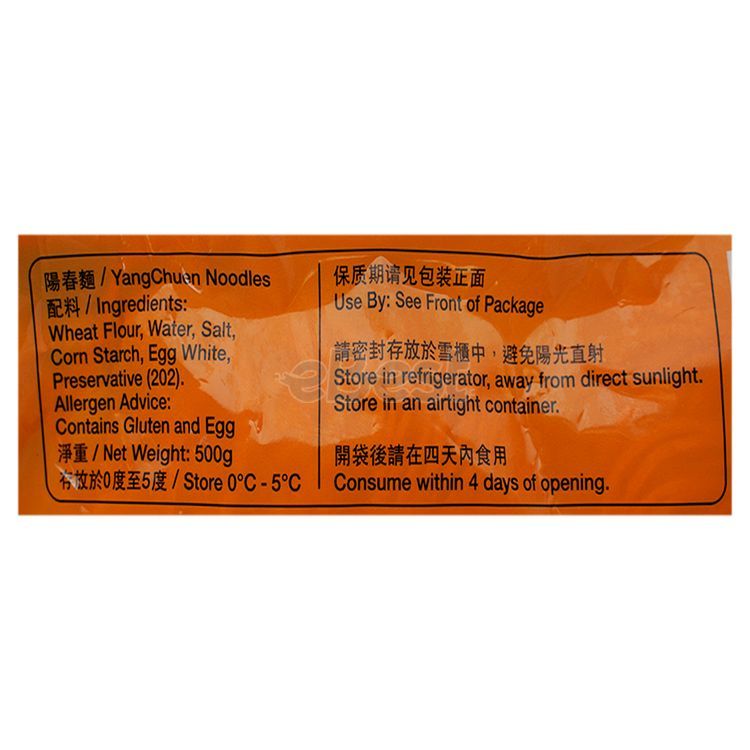 陽春麵 / YangChuen Noodles
配料 / Ingredients:
Wheat Flour, Water, Salt,
Corn Starch, Egg White,
Preservative (202).
Allergen Advice:
Contains Gluten and Egg
淨重 / Net Weight: 500g
存放於0度至5度 / Store 0°C - 5°C
保质期请见包装正面
Use By: See Front of Package
請密封存放於雪櫃中，避免陽光直射
Store in refrigerator, away from direct sunlight.
Store in an airtight container.
開袋後請在四天內食用
Consume within 4 days of opening.